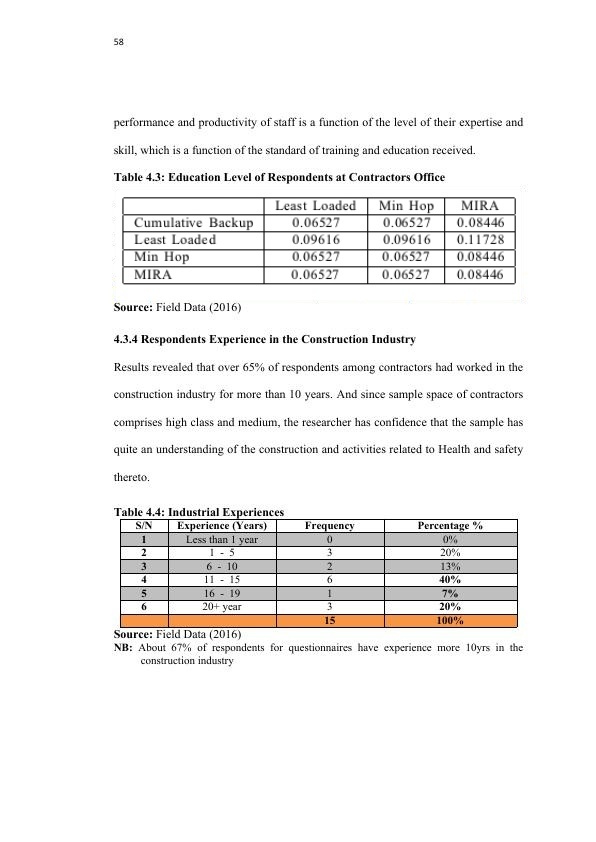 58
performance and productivity of staff is a function of the level of their expertise and
skill, which is a function of the standard of training and education received.
Table 4.3: Education Level of Respondents at Contractors Office
Least Loaded Min Hop MIRA
Cumulative Backup 0.06527 0.06527 0.08446
Least Loaded 0.09616 0.09616 0.11728
Min Hop 0.06527 0.06527 0.08446
MIRA 0.06527 0.06527 0.08446
Source: Field Data (2016)
4.3.4 Respondents Experience in the Construction Industry
Results revealed that over 65% of respondents among contractors had worked in the
construction industry for more than 10 years. And since sample space of contractors
comprises high class and medium, the researcher has confidence that the sample has
quite an understanding of the construction and activities related to Health and safety
thereto.
Table 4.4: Industrial Experiences
S/N Experience (Years) Frequency Percentage %
1 Less than 1 year 0 0%
2 1 - 5 3 20%
3 6 - 10 2 13%
4 11 - 15 6 40%
5 16 - 19 1 7%
6 20+ year 3 20%
15 100%
Source: Field Data (2016)
NB: About 67% of respondents for questionnaires have experience more 10yrs in the
construction industry